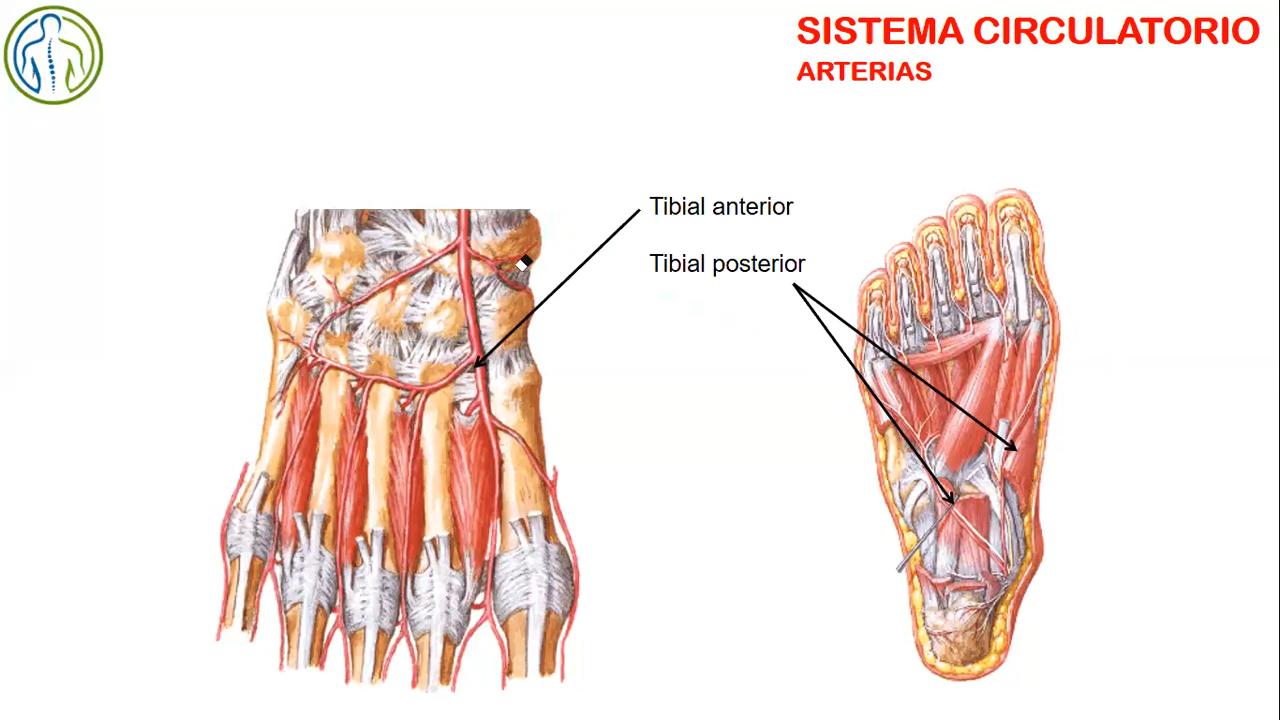 SISTEMA CIRCULATORIO
ARTERIAS
Tibial anterior
Tibial posterior